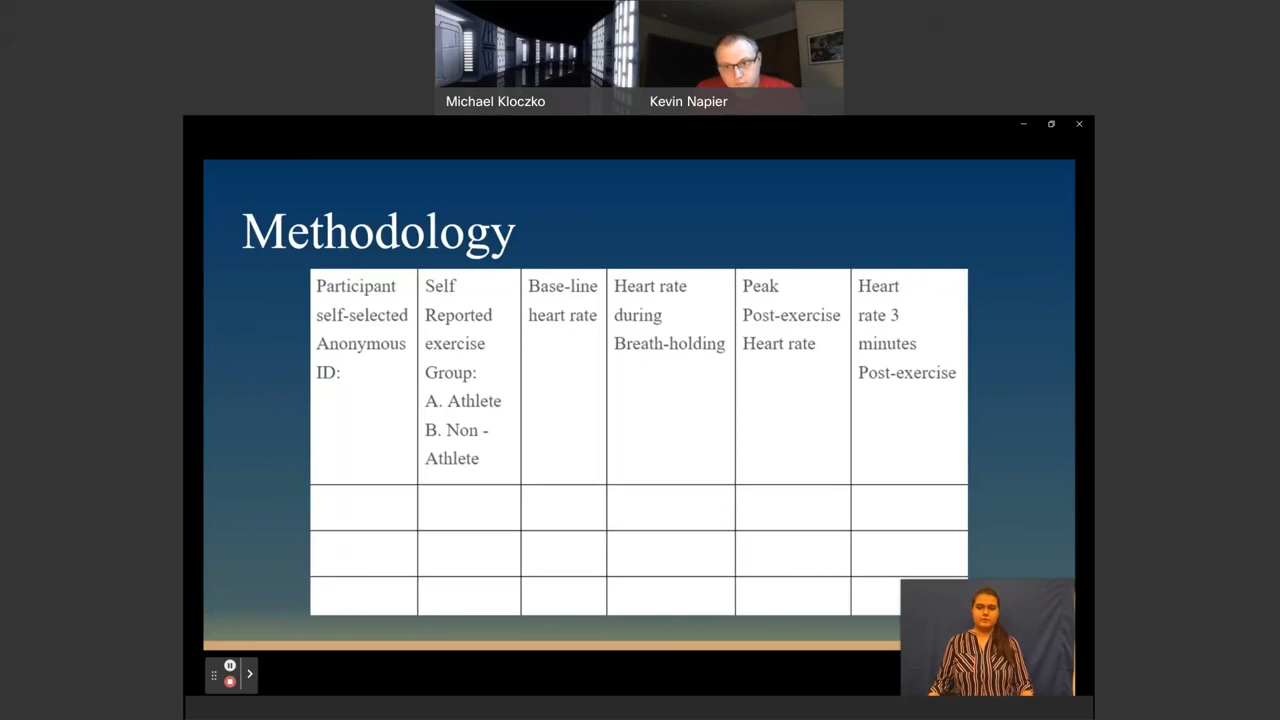 Michael Kloczko
Kevin Napier
Methodology
Participant
self-selected
Anonymous
ID:
Self
Reported
exercise
Group:
A. Athlete
B. Non -
Athlete
Base-line
heart rate
Heart rate
during
Breath-holding
Peak
Post-exercise
Heart rate
Heart
rate 3
minutes
Post-exercise